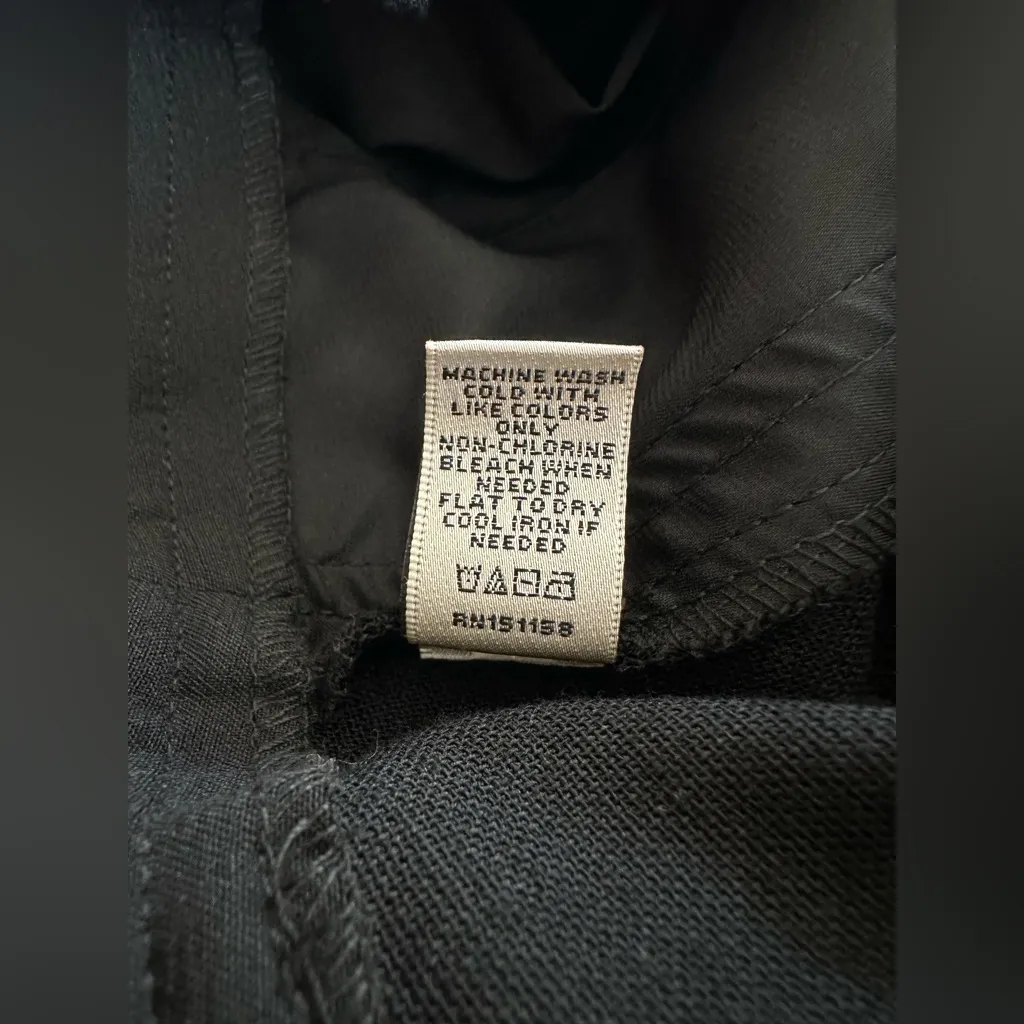 MACHINE WASH
COLD WITH
LIKE COLORS
ONLY
NON-CHLORINE
BLEACH WHEN
NEEDED
FLAT TO DRY
COOL IRON IF
NEEDED
RN151158